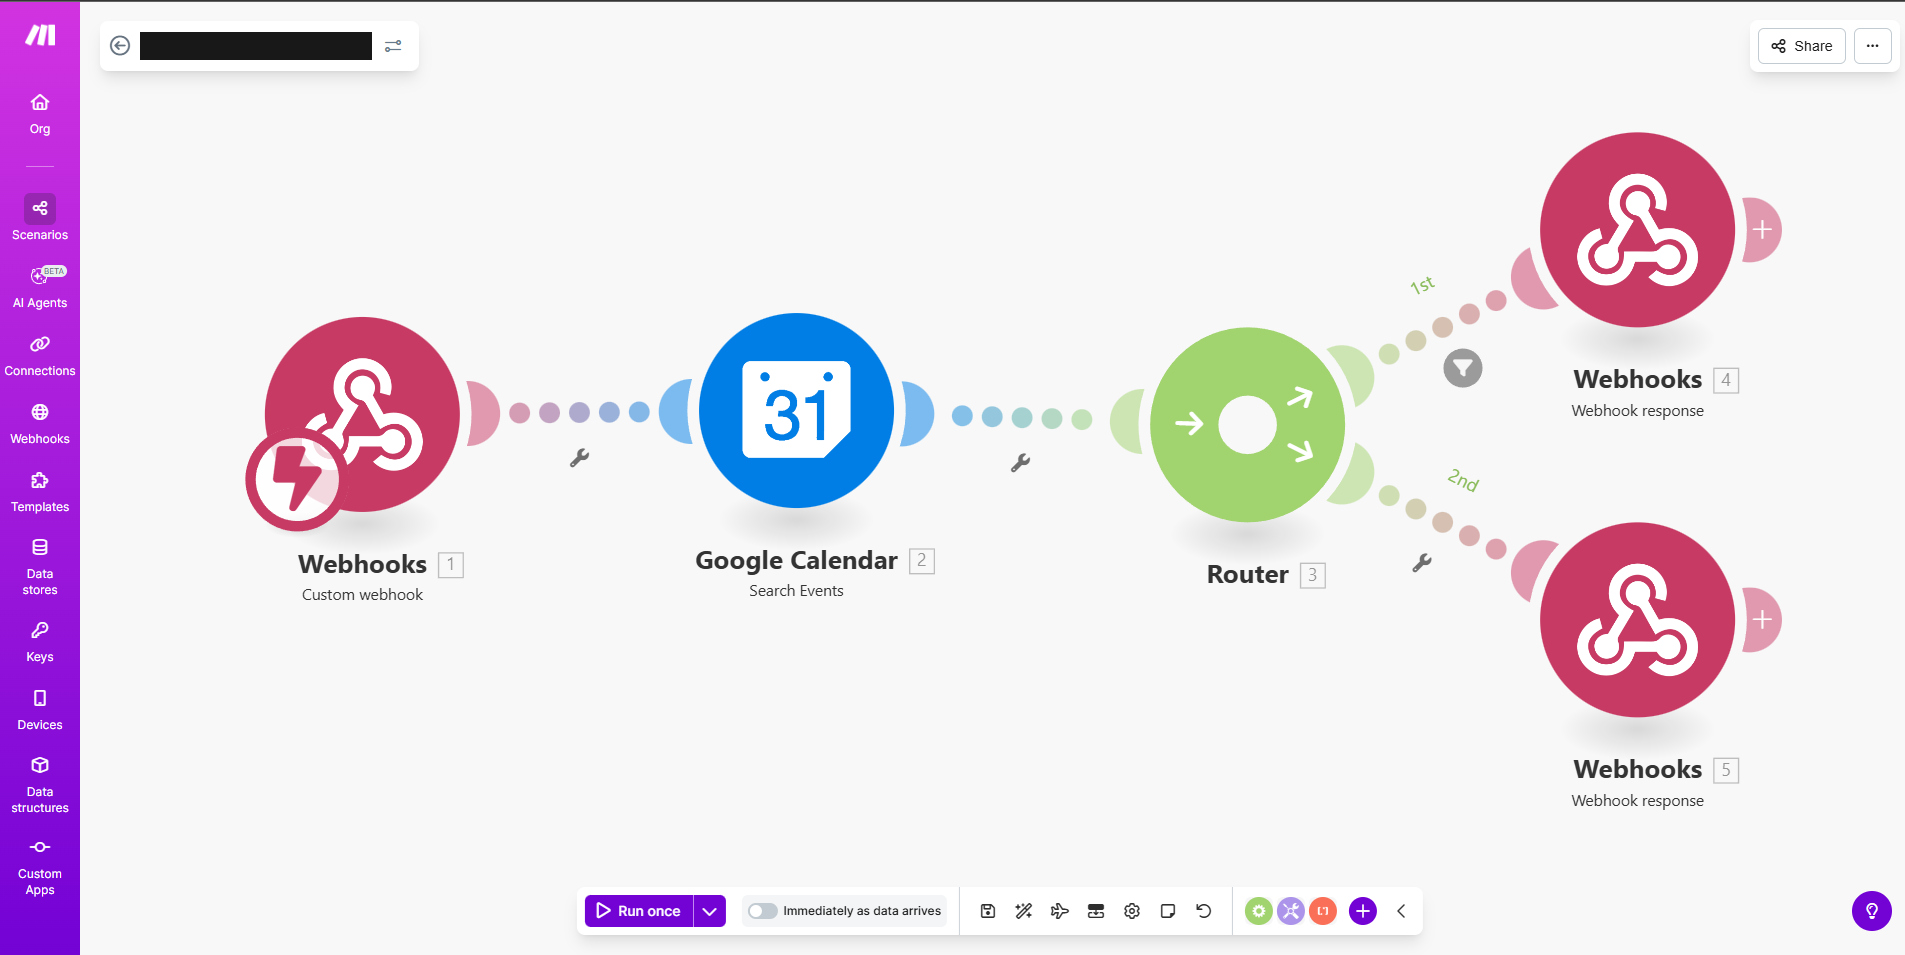 Share
Org
Scenarios
BETA
AI Agents
Connections
Webhooks
Templates
Data
stores
Keys
Devices
Data
structures
Custom
Apps
Webhooks 1
Custom webhook
31
Google Calendar 2
Search Events
Router 3
1st
2nd
Webhooks 4
Webhook response
Webhooks 5
Webhook response
Run once
Immediately as data arrives